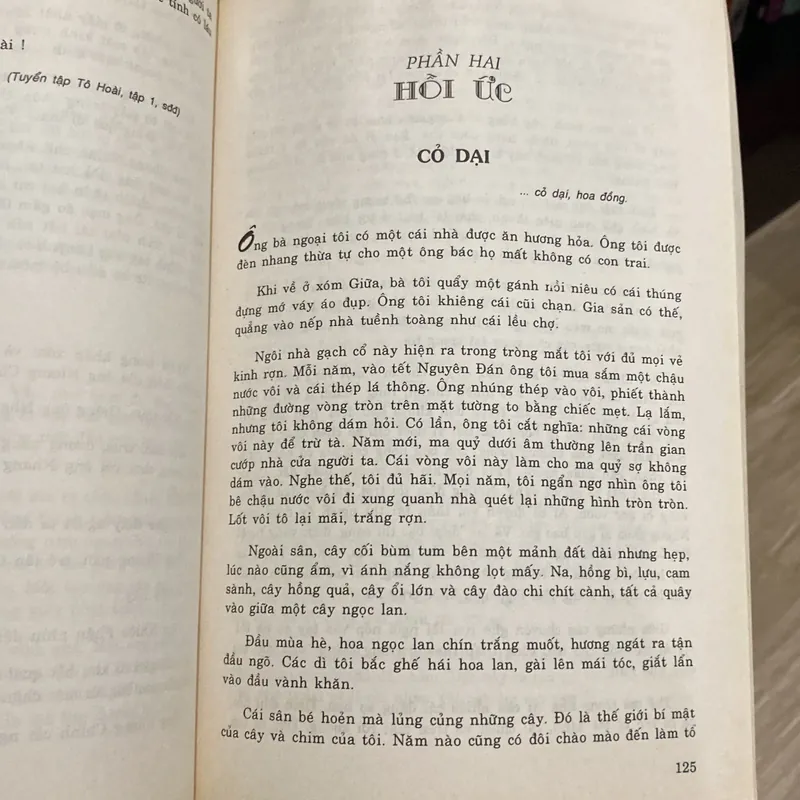 tính có
ài !
(Tuyển tập Tô Hoài, tập 1, sđd)
PHẦN HAI
HỒI ỨC
CỎ DẠI
... cỏ dại, hoa đồng.
Ông bà ngoại tôi có một cái nhà được ăn hương hỏa. Ông tôi được
đèn nhang thừa tự cho một ông bác họ mất không có con trai.
Khi về ở xóm Giữa, bà tôi quẩy một gánh nồi niêu có cái thúng
đựng mớ váy áo đụp. Ông tôi khiêng cái cũi chạn. Gia sản có thế,
quẳng vào nếp nhà tuềnh toàng như cái lều chợ.
Ngôi nhà gạch cổ này hiện ra trong tròng mắt tôi với đủ mọi vẻ
kinh rợn. Mỗi năm, vào tết Nguyên Đán ông tôi mua sắm một chậu
nước vôi và cái thép lá thông. Ông nhúng thép vào vôi, phiết thành
những đường vòng tròn trên mặt tường to bằng chiếc mẹt. Lạ lắm,
nhưng tôi không dám hỏi. Có lần, ông tôi cắt nghĩa: những cái vòng
vôi này để trừ tà. Năm mới, ma quỷ dưới âm thường lên trần gian
cướp nhà cửa người ta. Cái vòng vôi này làm cho ma quỷ sợ không
dám vào. Nghe thế, tôi đủ hãi. Mọi năm, tôi ngẩn ngơ nhìn ông tôi
bê chậu nước vôi đi xung quanh nhà quét lại những hình tròn tròn.
Lốt vôi tô lại mãi, trắng rợn.
Ngoài sân, cây cối bùm tum bên một mảnh đất dài nhưng hẹp,
lúc nào cũng ẩm, vì ánh nắng không lọt mấy. Na, hồng bì, lựu, cam
sành, cây hồng quả, cây ổi lớn và cây đào chi chít cành, tất cả quây
vào giữa một cây ngọc lan.
Đầu mùa hè, hoa ngọc lan chín trắng muốt, hương ngát ra tận
đầu ngõ. Các dì tôi bắc ghế hái hoa lan, gài lên mái tóc, giắt lẩn
vào đầu vành khăn.
Cái sân bé hoẻn mà lủng củng những cây. Đó là thế giới bí mật
của cây và chim của tôi. Năm nào cũng có đôi chào mào đến làm tổ
125